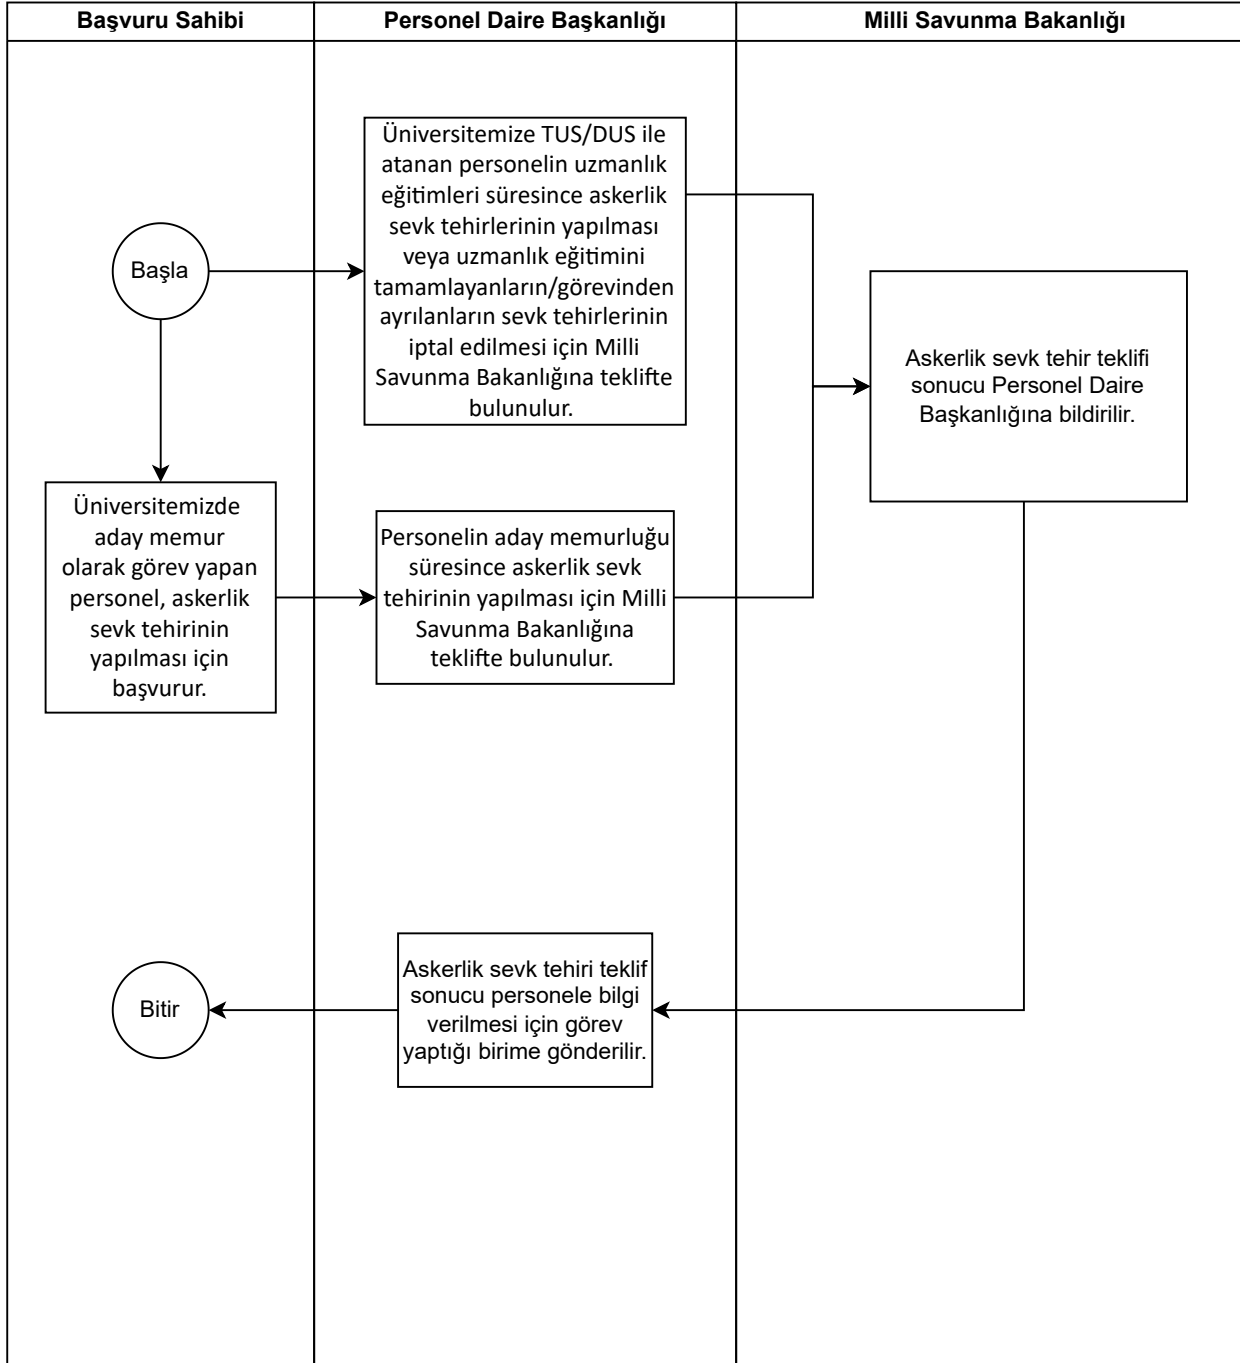 Başvuru Sahibi
Personel Daire Başkanlığı
Milli Savunma Bakanlığı
Üniversitemize TUS/DUS ile
atanan personelin uzmanlık
eğitimleri süresince askerlik
sevk tehirlerinin yapılması
veya uzmanlık eğitimini
tamamlayanların/görevinden
ayrılanların sevk tehirlerinin
iptal edilmesi için Milli
Savunma Bakanlığına teklifte
bulunulur.
Başla
Askerlik sevk tehir teklifi
sonucu Personel Daire
Başkanlığına bildirilir.
Üniversitemizde
aday memur
olarak görev yapan
personel, askerlik
sevk tehirinin
yapılması için
başvurur.
Personelin aday memurluğu
süresince askerlik sevk
tehirinin yapılması için Milli
Savunma Bakanlığına
teklifte bulunulur.
Askerlik sevk tehiri teklif
sonucu personele bilgi
verilmesi için görev
yaptığı birime gönderilir.
Bitir